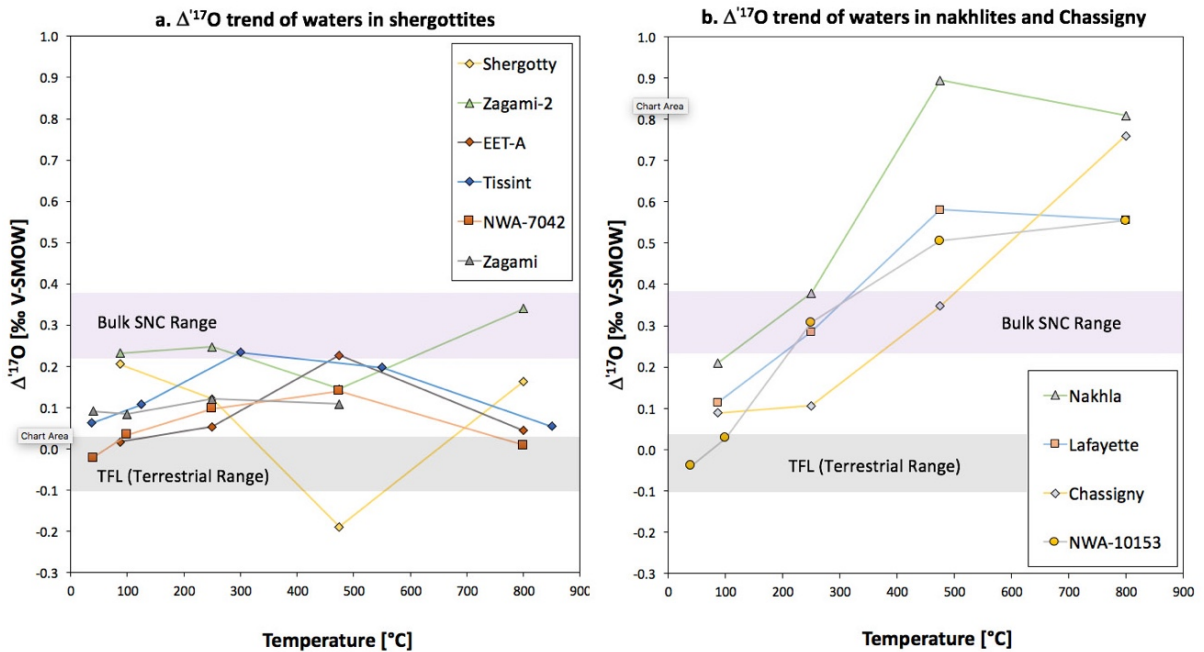 a. Δ'17O trend of waters in shergottites
1.0
0.9
0.8
0.7
0.6
0.5
0.4
0.3
0.2
0.1
0.0
-0.1
-0.2
-0.3
Δ'17O [‰ V-SMOW]
Chart Area
Shergotty
Zagami-2
EET-A
Tissint
NWA-7042
Zagami
Bulk SNC Range
TFL (Terrestrial Range)
0 100 200 300 400 500 600 700 800 900
Temperature [°C]
b. Δ'17O trend of waters in nakhlites and Chassigny
1.0
0.9
0.8
0.7
0.6
0.5
0.4
0.3
0.2
0.1
0.0
-0.1
-0.2
-0.3
Δ'17O [‰ V-SMOW]
Chart Area
Bulk SNC Range
TFL (Terrestrial Range)
Nakhla
Lafayette
Chassigny
NWA-10153
0 100 200 300 400 500 600 700 800 900
Temperature [°C]